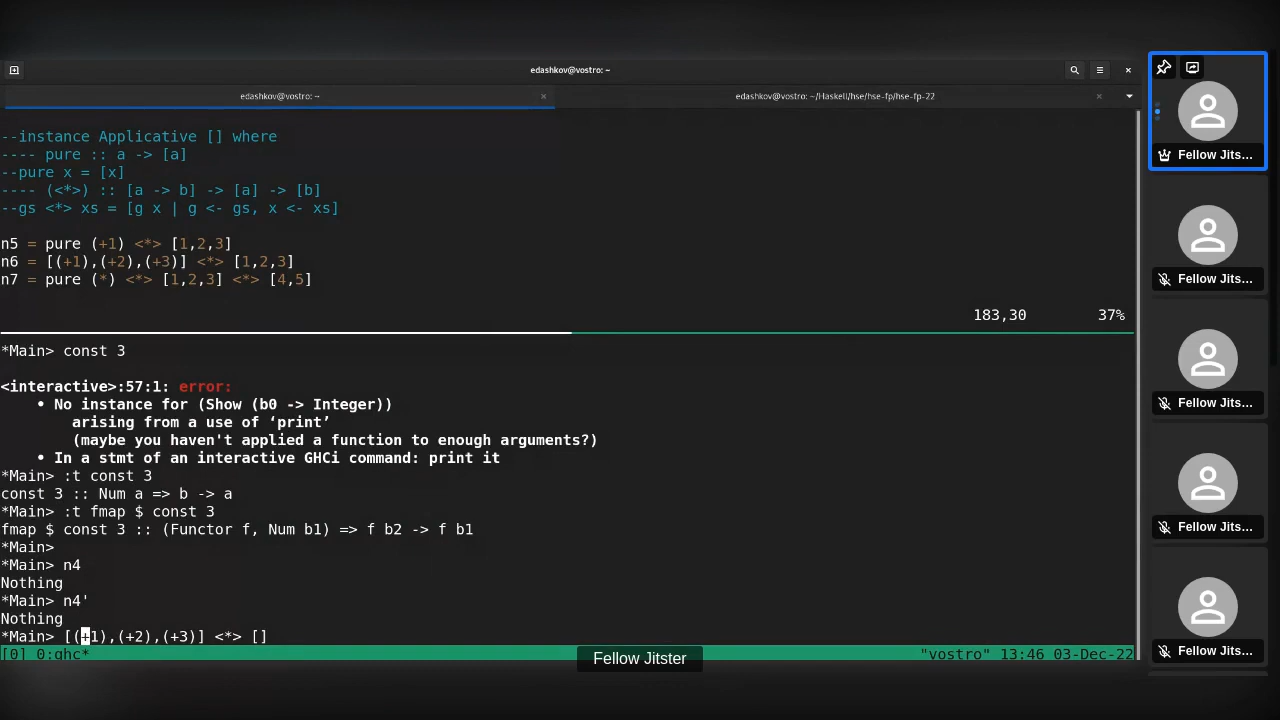 edashkov@vostro: ~
edashkov@vostro: ~
edashkov@vostro: ~/Haskell/hse/hse-fp/hse-fp-22
--instance Applicative [] where
---- pure :: a -> [a]
--pure x = [x]
---- (<*>) :: [a -> b] -> [a] -> [b]
--gs <*> xs = [g x | g <- gs, x <- xs]
n5 = pure (+1) <*> [1,2,3]
n6 = [(+1),(+2),(+3)] <*> [1,2,3]
n7 = pure (*) <*> [1,2,3] <*> [4,5]
183,30 37%
*Main> const 3
<interactive>:57:1: error:
• No instance for (Show (b0 -> Integer))
arising from a use of ‘print’
(maybe you haven't applied a function to enough arguments?)
• In a stmt of an interactive GHCi command: print it
*Main> :t const 3
const 3 :: Num a => b -> a
*Main> :t fmap $ const 3
fmap $ const 3 :: (Functor f, Num b1) => f b2 -> f b1
*Main>
*Main> n4
Nothing
*Main> n4'
Nothing
*Main> [(+1),(+2),(+3)] <*> []
[0] 0:ghc* "vostro" 13:46 03-Dec-22
Fellow Jitster
Fellow Jits...
Fellow Jits...
Fellow Jits...
Fellow Jits...
Fellow Jits...